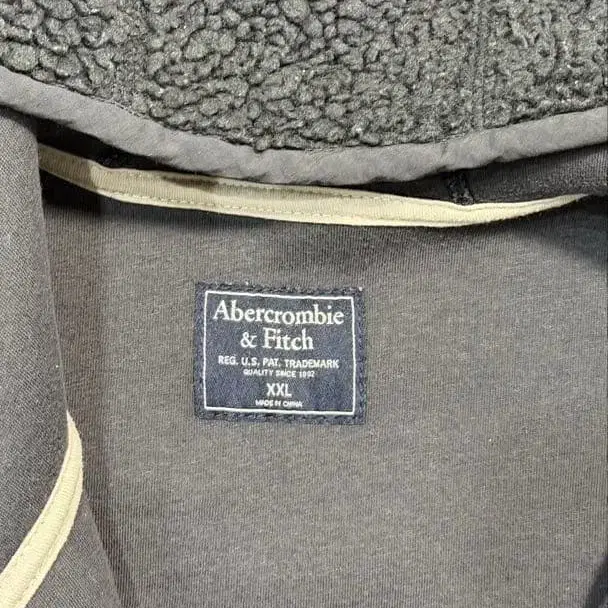 Abercrombie
& Fitch
REG. U.S. PAT. TRADEMARK
QUALITY SINCE 1892
XXL
MADE IN CHINA